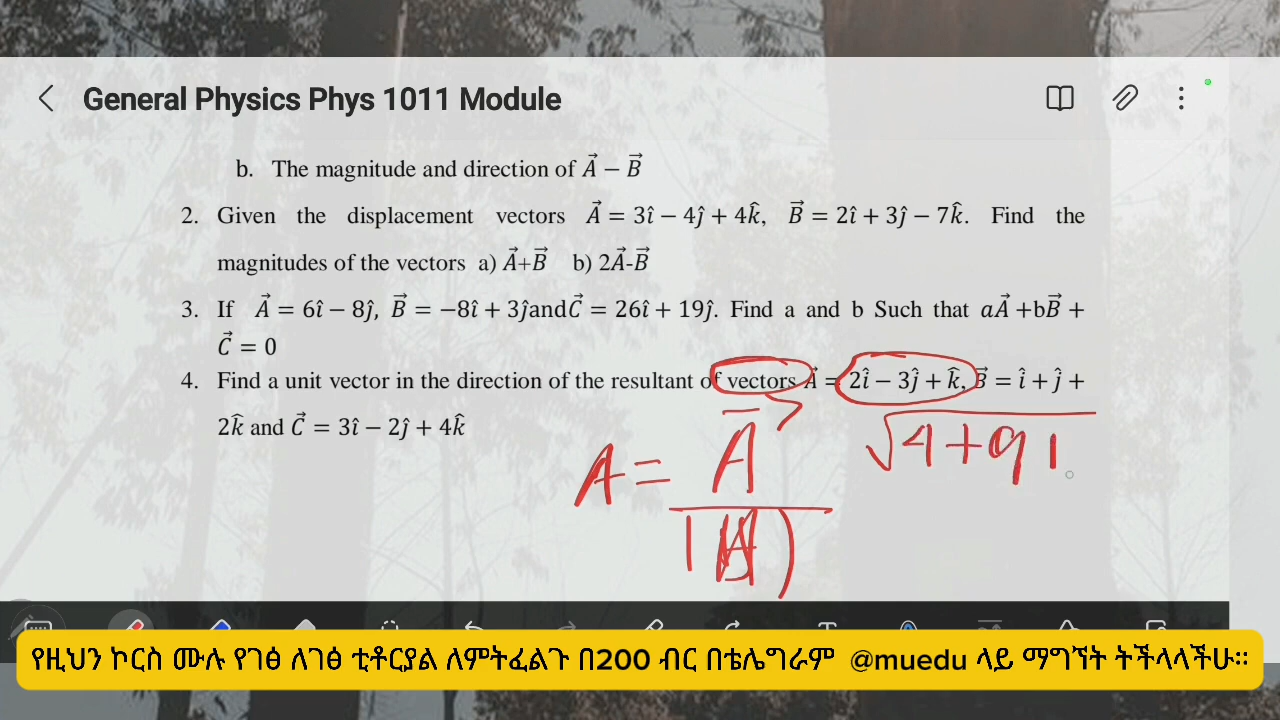 General Physics Phys 1011 Module
b. The magnitude and direction of A⃗ − B⃗
2. Given the displacement vectors A⃗ = 3î − 4ĵ + 4k̂, B⃗ = 2î + 3ĵ − 7k̂. Find the
magnitudes of the vectors a) A⃗+B⃗ b) 2A⃗-B⃗
3. If A⃗ = 6î − 8ĵ, B⃗ = −8î + 3ĵandC⃗ = 26î + 19ĵ. Find a and b Such that aA⃗ +bB⃗ +
C⃗ = 0
4. Find a unit vector in the direction of the resultant of vectors A⃗ = 2î − 3ĵ + k̂, B⃗ = î + ĵ +
2k̂ and C⃗ = 3î − 2ĵ + 4k̂
√4+9 1
A = A⃗
የዚህን ኮርስ ሙሉ የገፅ ለገፅ ቲቶርያል ለምትፈልጉ በ200 ብር በቴሌግራም @muedu ላይ ማግኘት ትችላላችሁ።